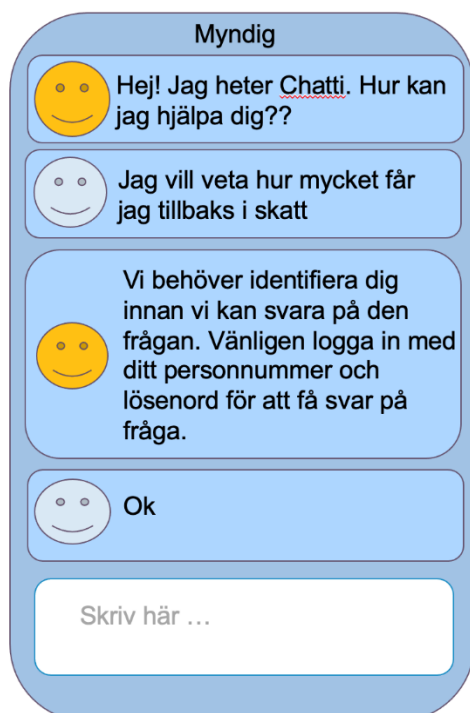 Myndig
Hej! Jag heter Chatti. Hur kan
jag hjälpa dig??
Jag vill veta hur mycket får
jag tillbaks i skatt
Vi behöver identifiera dig
innan vi kan svara på den
frågan. Vänligen logga in med
ditt personnummer och
lösenord för att få svar på
fråga.
Ok
Skriv här …